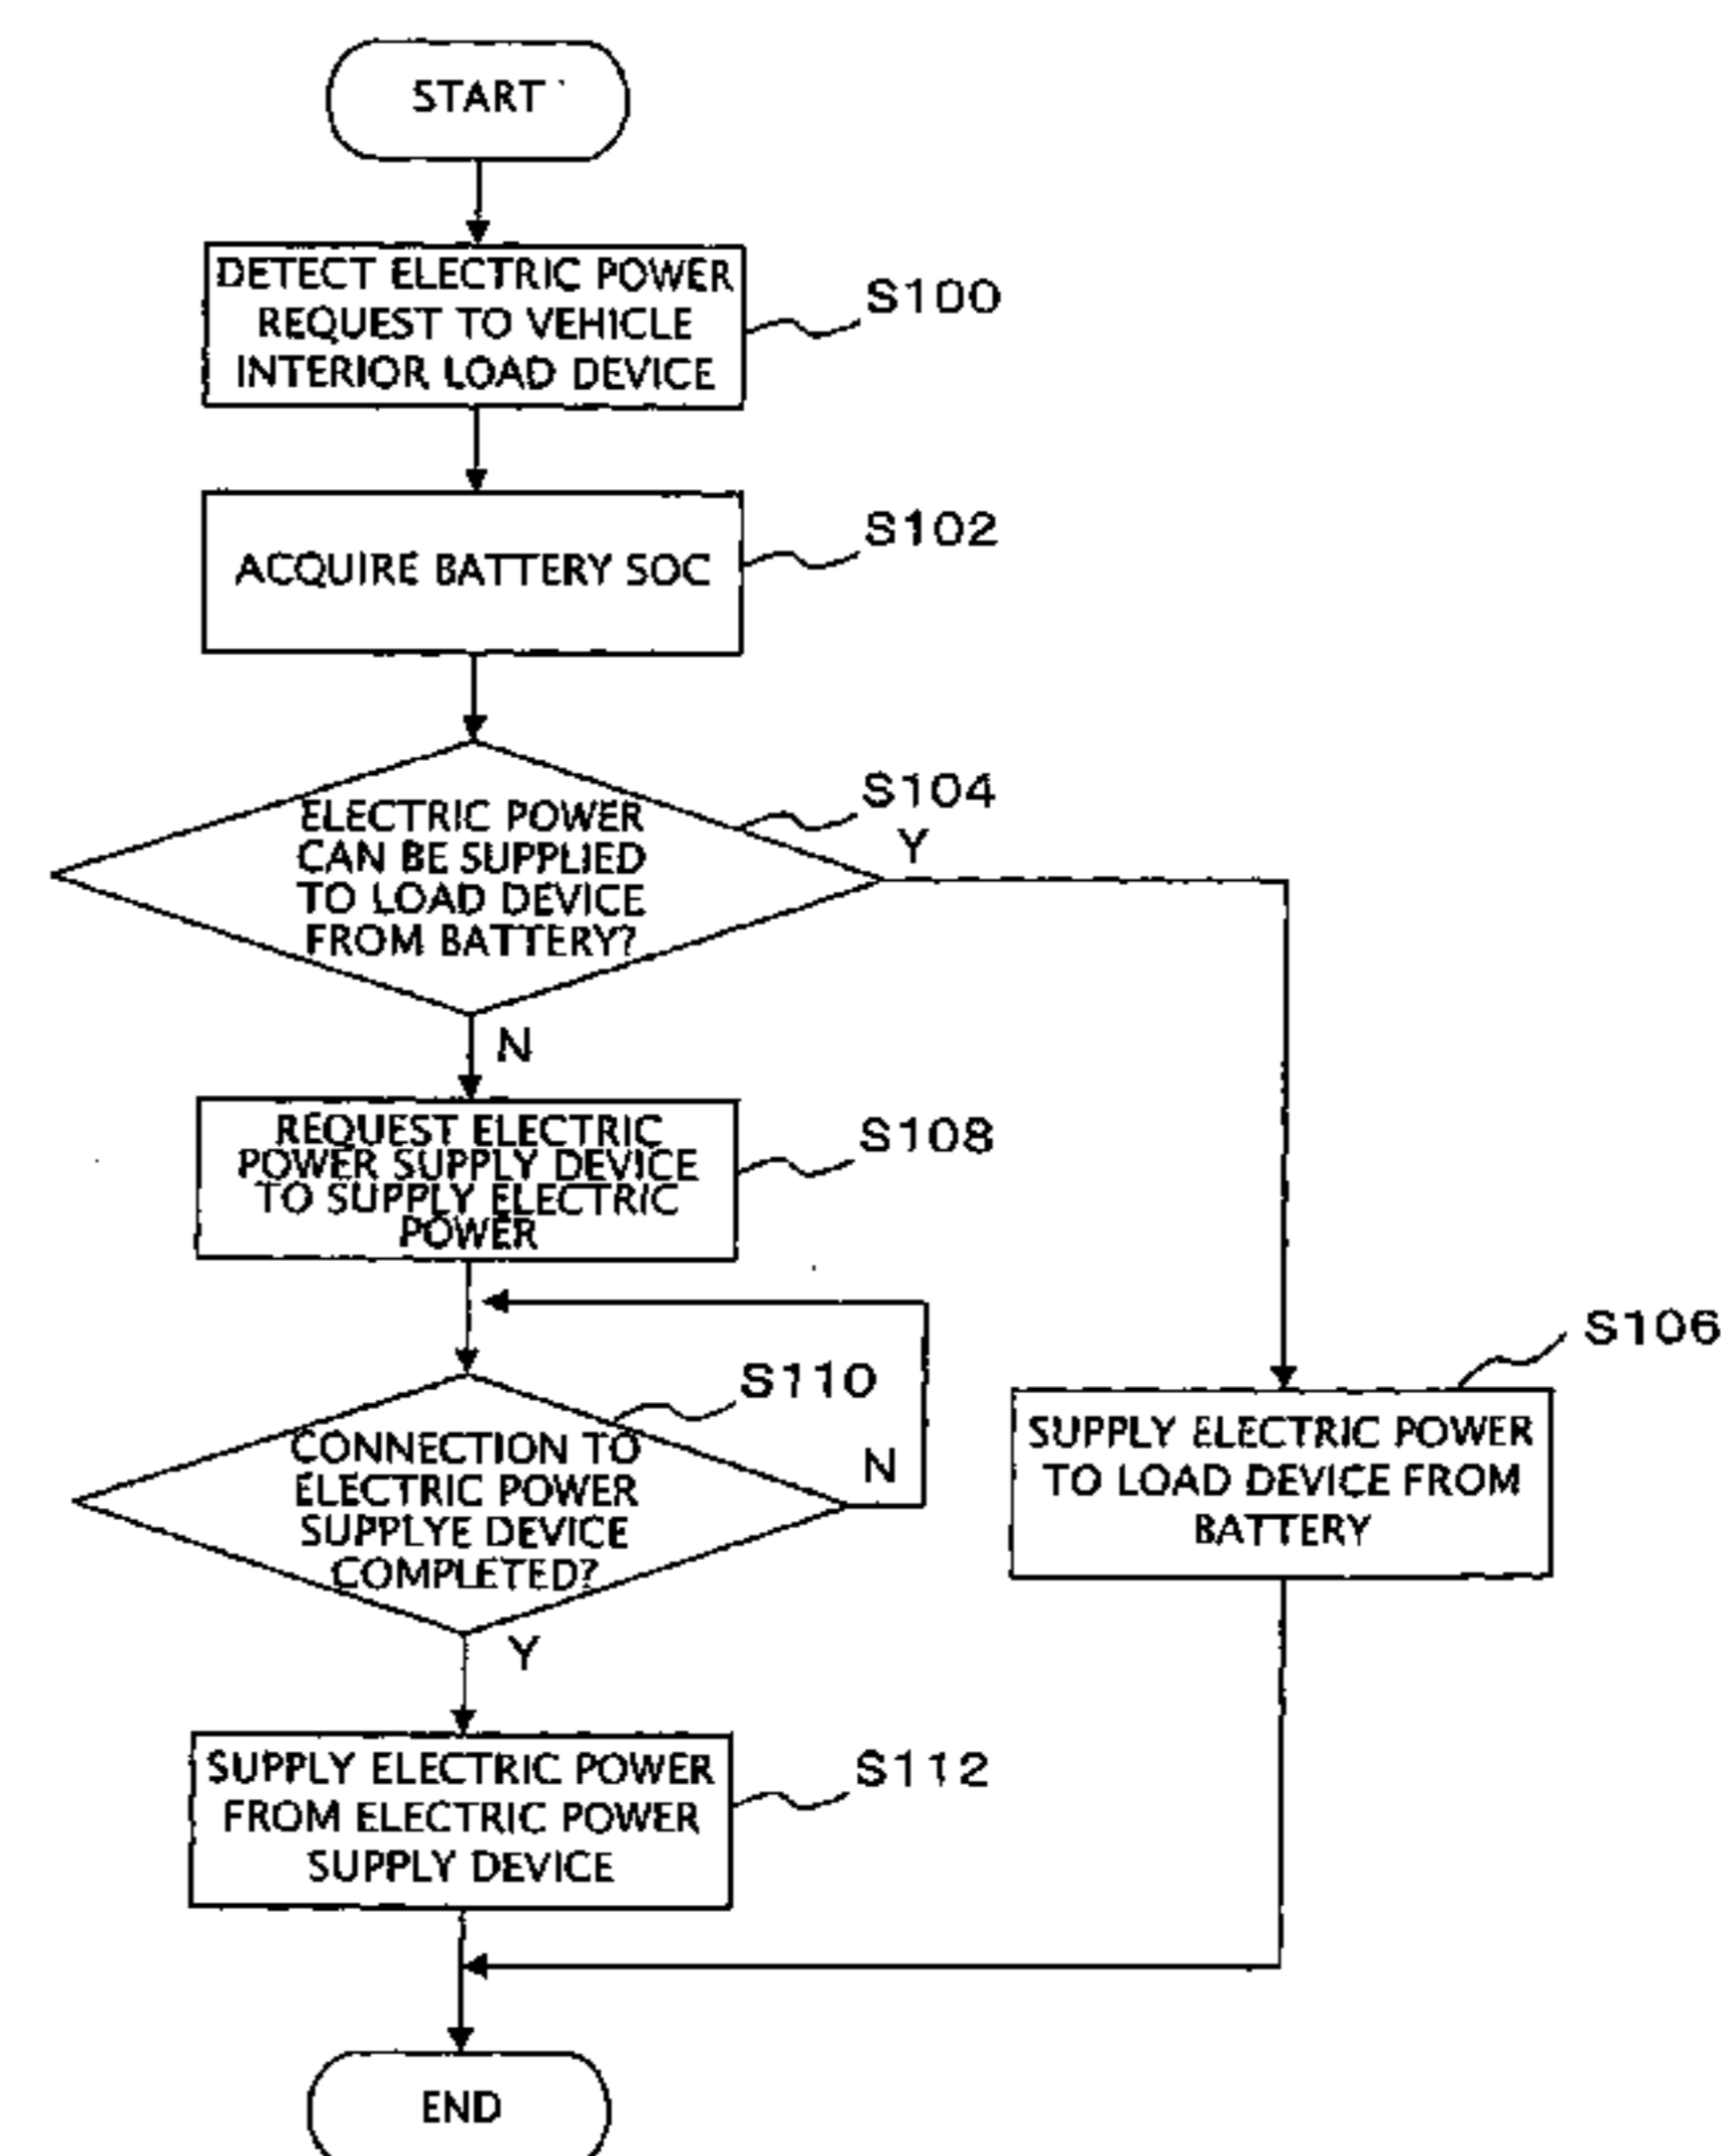 START
DETECT ELECTRIC POWER
REQUEST TO VEHICLE
INTERIOR LOAD DEVICE
S100
ACQUIRE BATTERY SOC
S102
ELECTRIC POWER
CAN BE SUPPLIED
TO LOAD DEVICE
FROM BATTERY?
S104
Y
N
REQUEST ELECTRIC
POWER SUPPLY DEVICE
TO SUPPLY ELECTRIC
POWER
S108
CONNECTION TO
ELECTRIC POWER
SUPPLYE DEVICE
COMPLETED?
S110
N
Y
SUPPLY ELECTRIC POWER
TO LOAD DEVICE FROM
BATTERY
S106
SUPPLY ELECTRIC POWER
FROM ELECTRIC POWER
SUPPLY DEVICE
S112
END